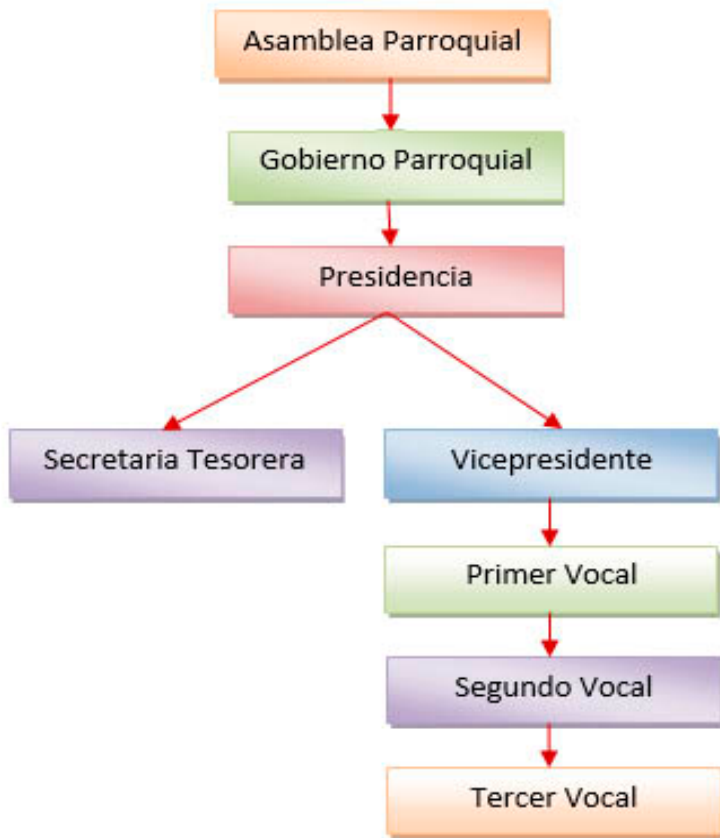 Asamblea Parroquial
Gobierno Parroquial
Presidencia
Secretaria Tesorera
Vicepresidente
Primer Vocal
Segundo Vocal
Tercer Vocal